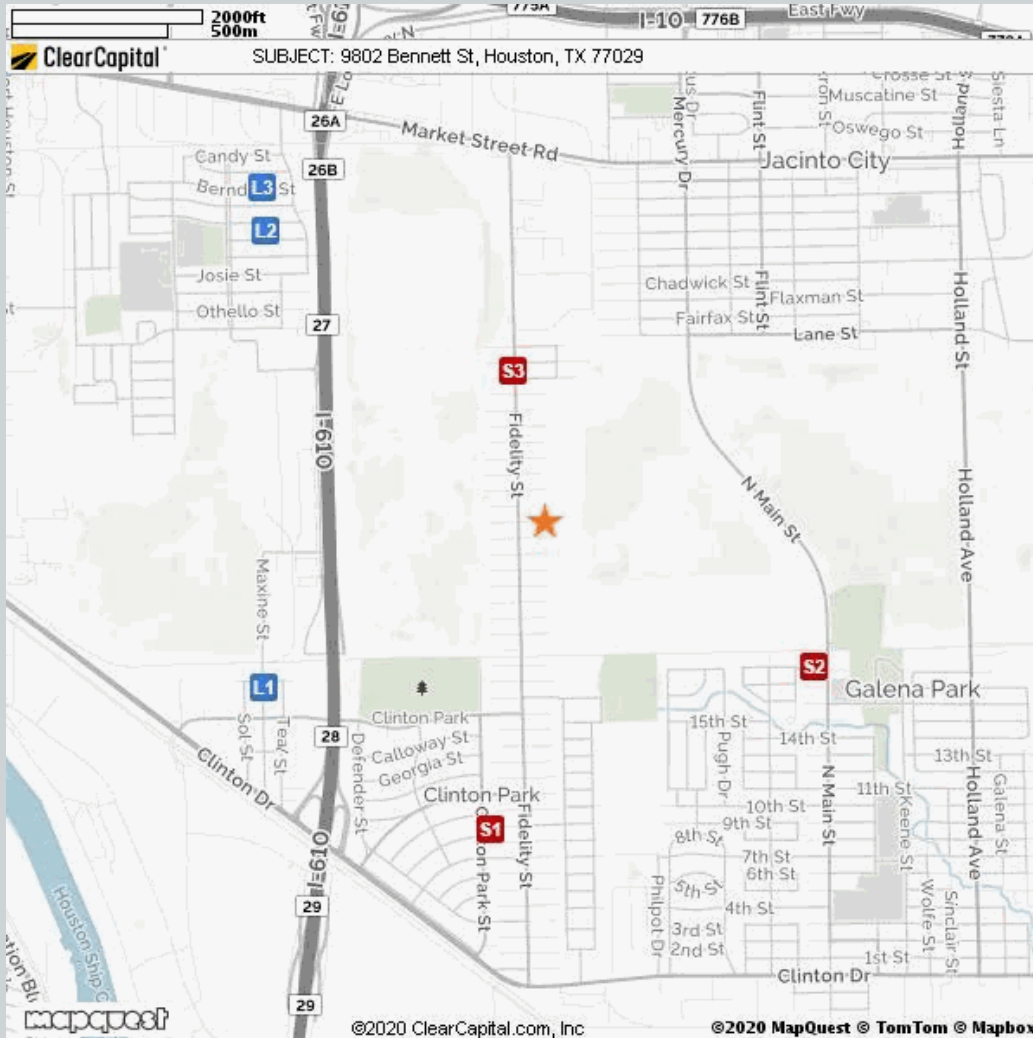 2000ft
500m
775A
I-10
776B
East Fwy
ClearCapital
SUBJECT: 9802 Bennett St, Houston, TX 77029
26A
Market Street Rd
Mercury Dr
Flint St
Muscatine St
Oswego St
Siesta Ln
Holland St
Jacinto City
Candy St
26B
L3
L2
Josie St
Othello St
27
Chadwick St
Flint St
Flaxman St
Fairfax St
Lane St
Holland St
S3
I-610
Fidelity St
N Main St
Holland Ave
Maxine St
L1
S2
Galena Park
Clinton Park
Sol St
Teal St
28
Defender St
Calloway St
Georgia St
15th St
14th St
13th St
Pugh Dr
Clinton Dr
Clinton Park
S1
Fidelity St
10th St
11th St
9th St
8th St
7th St
6th St
5th St
4th St
3rd St
2nd St
1st St
N Main St
Keene St
Holland Ave
Galena St
I-610
29
Philpot Dr
Wolfe St
Sinclair St
Clinton Dr
Houston Ship
29
mapquest
©2020 ClearCapital.com, Inc
©2020 MapQuest © TomTom © Mapbox